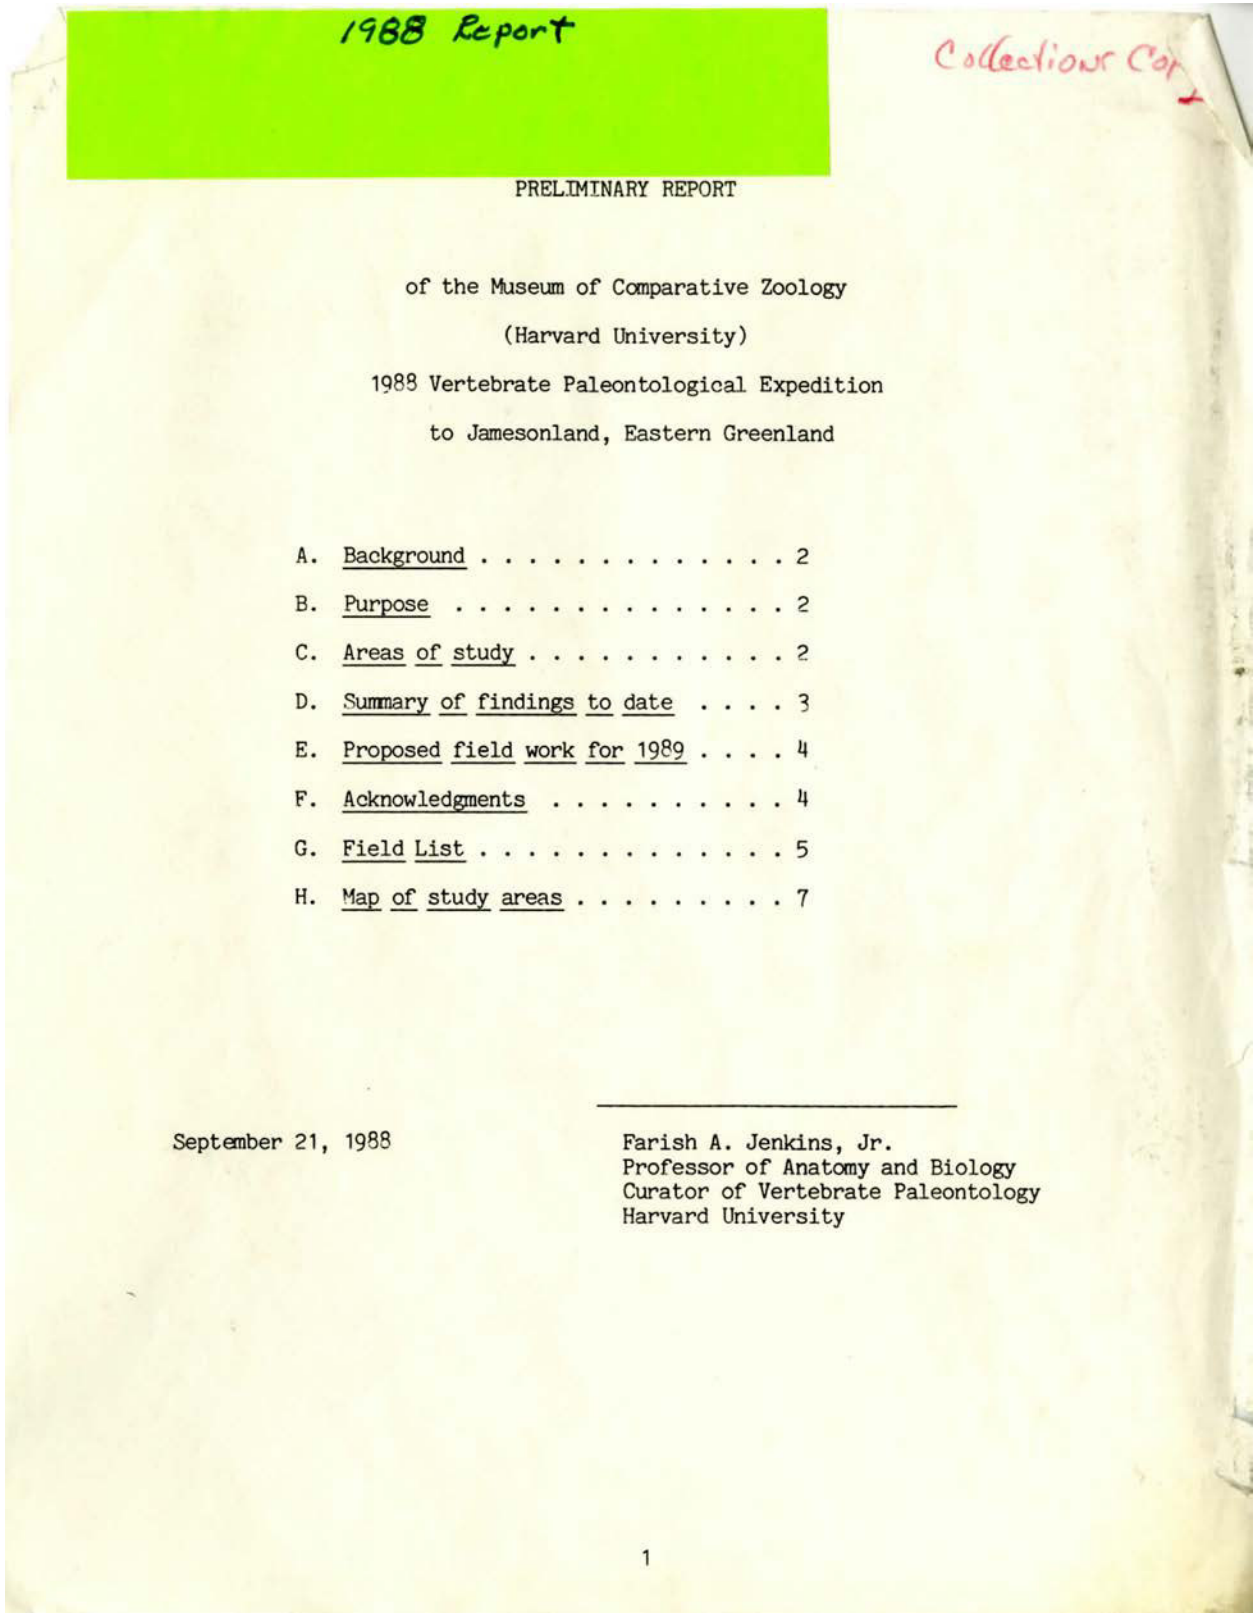 1988 Report
Collections Cop
PRELIMINARY REPORT
of the Museum of Comparative Zoology
(Harvard University)
1988 Vertebrate Paleontological Expedition
to Jamesonland, Eastern Greenland
A. Background . . . . . . . . . . . . . 2
B. Purpose . . . . . . . . . . . . . . 2
C. Areas of study . . . . . . . . . . . 2
D. Summary of findings to date . . . . 3
E. Proposed field work for 1989 . . . . 4
F. Acknowledgments . . . . . . . . . . 4
G. Field List . . . . . . . . . . . . . 5
H. Map of study areas . . . . . . . . . 7
September 21, 1988
Farish A. Jenkins, Jr.
Professor of Anatomy and Biology
Curator of Vertebrate Paleontology
Harvard University
1